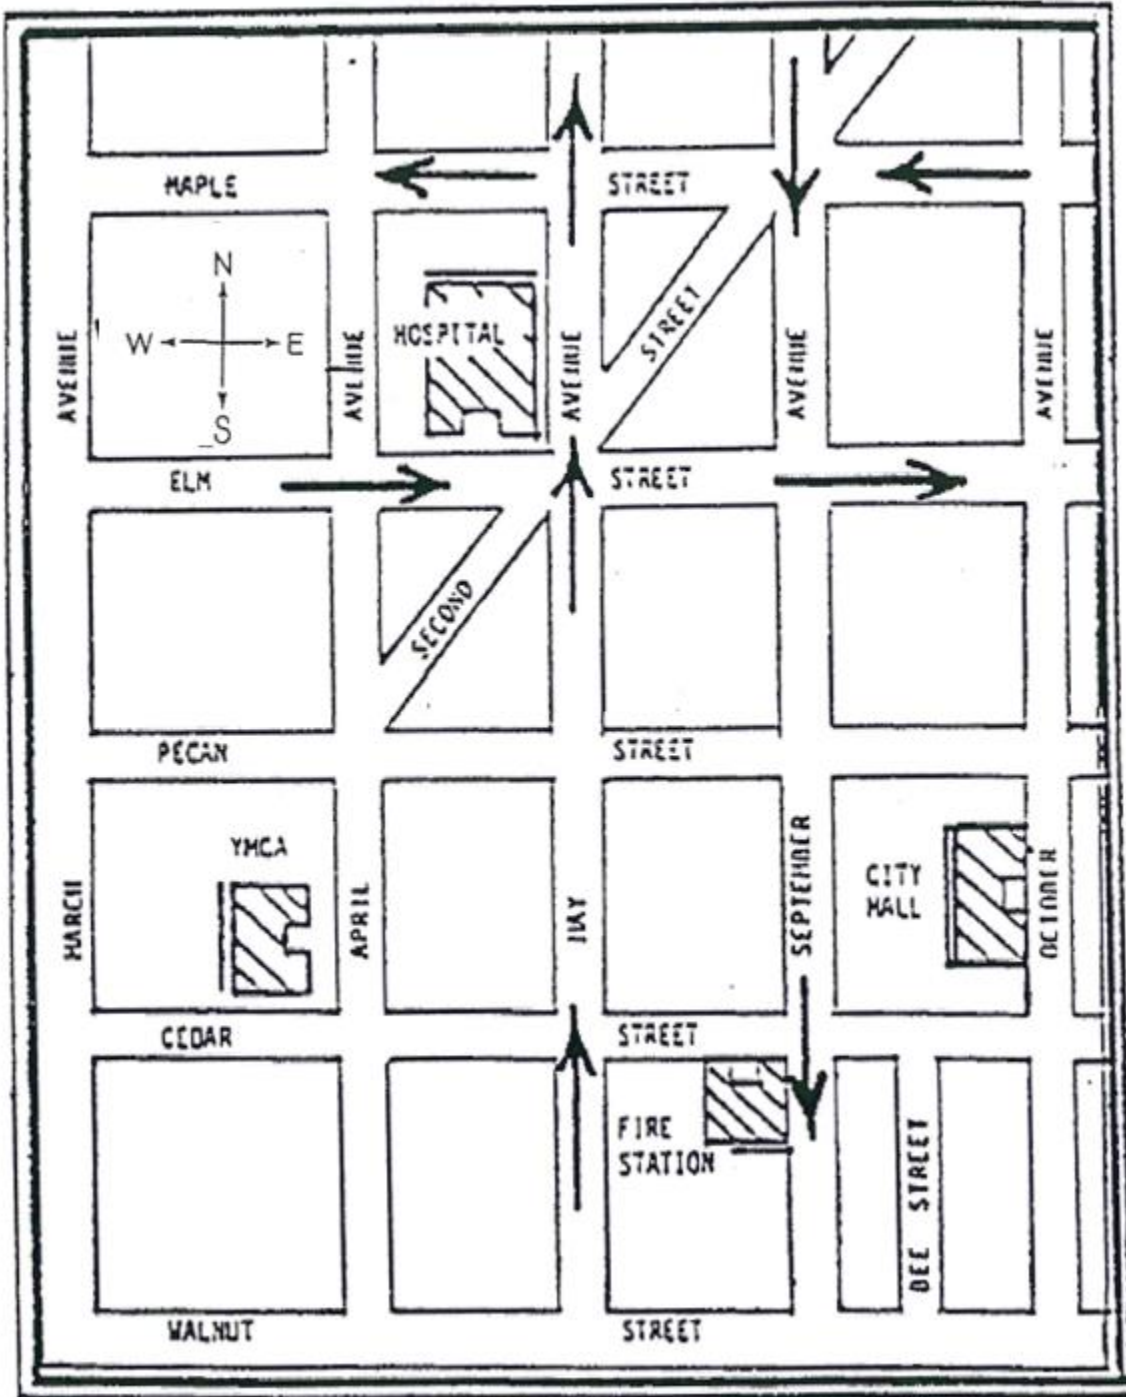 MAPLE STREET
N
W E
S
HOSPITAL
STREET
AVENUE AVENUE AVENUE AVENUE AVENUE
ELM STREET
SECOND
PECAN STREET
YMCA
CITY
HALL
MARCH APRIL MAY SEPTEMBER OCTOBER
CEDAR STREET
FIRE
STATION
DEE STREET
WALNUT STREET